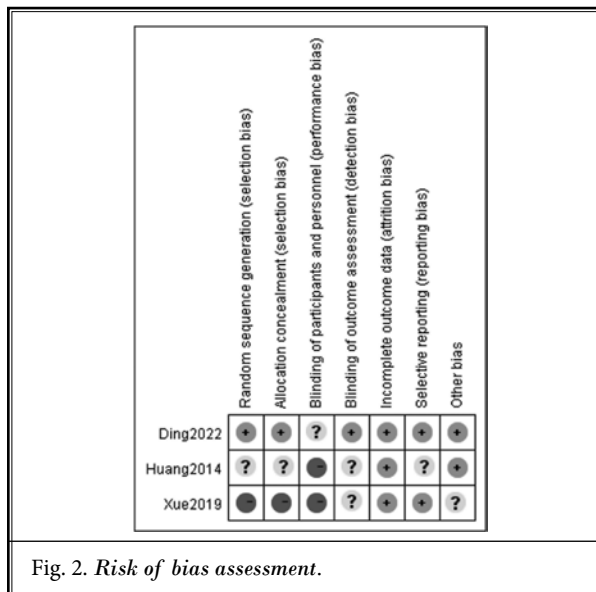 Random sequence generation (selection bias)
Allocation concealment (selection bias)
Blinding of participants and personnel (performance bias)
Blinding of outcome assessment (detection bias)
Incomplete outcome data (attrition bias)
Selective reporting (reporting bias)
Other bias
Ding2022 + + ? + + + +
Huang2014 ? ? - ? + ? +
Xue2019 - - - ? + + ?
Fig. 2. Risk of bias assessment.